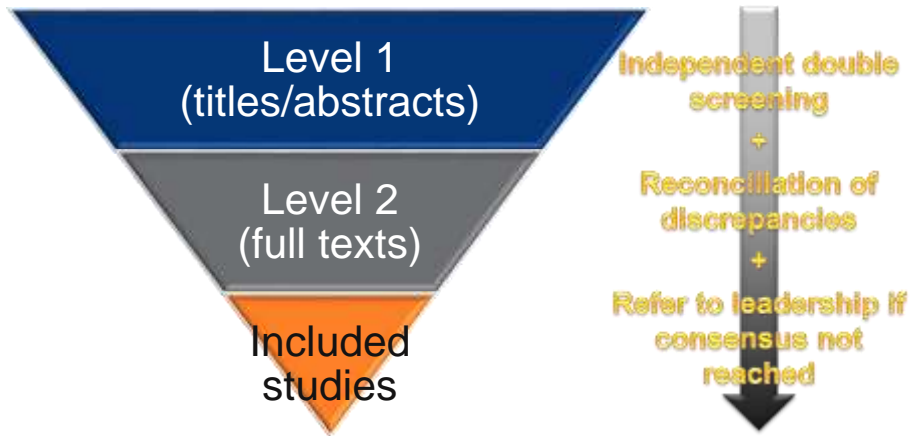 Level 1
(titles/abstracts)
Level 2
(full texts)
Included
studies
Independent double
screening
+
Reconciliation of
discrepancies
+
Refer to leadership if
consensus not
reached